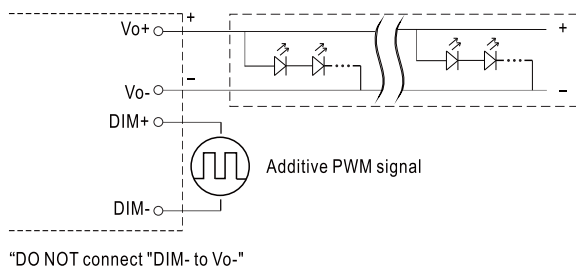 Vo+
+
+
Vo-
−
−
DIM+
Additive PWM signal
DIM-
“DO NOT connect "DIM- to Vo-"